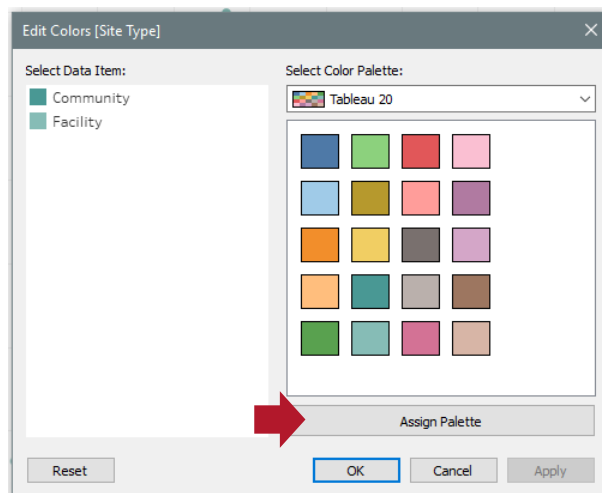 Edit Colors [Site Type]
Select Data Item:
Community
Facility
Select Color Palette:
Tableau 20
Assign Palette
Reset
OK
Cancel
Apply